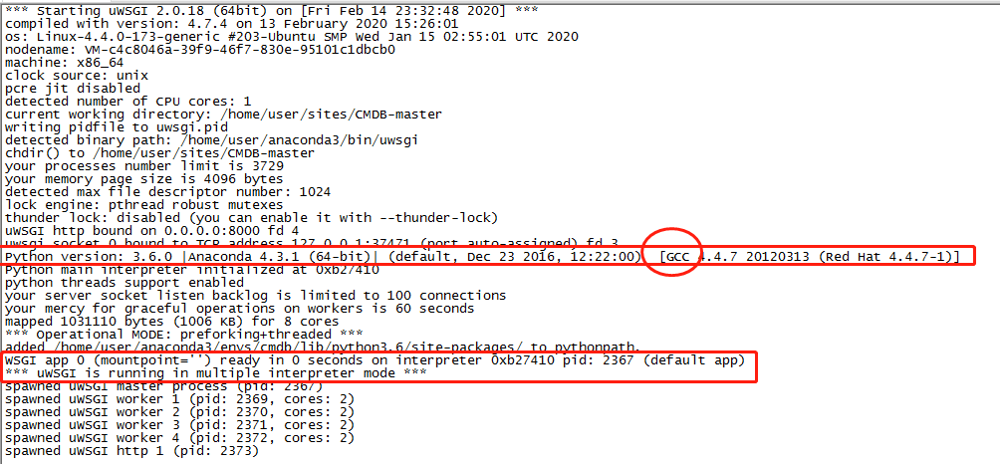 *** Starting uWSGI 2.0.18 (64bit) on [Fri Feb 14 23:32:48 2020] ***
compiled with version: 4.7.4 on 13 February 2020 15:26:01
os: Linux-4.4.0-173-generic #203-Ubuntu SMP Wed Jan 15 02:55:01 UTC 2020
nodename: VM-c4c8046a-39f9-46f7-830e-95101c1dbcb0
machine: x86_64
clock source: unix
pcre jit disabled
detected number of CPU cores: 1
current working directory: /home/user/sites/CMDB-master
writing pidfile to uwsgi.pid
detected binary path: /home/user/anaconda3/bin/uwsgi
chdir() to /home/user/sites/CMDB-master
your processes number limit is 3729
your memory page size is 4096 bytes
detected max file descriptor number: 1024
lock engine: pthread robust mutexes
thunder lock: disabled (you can enable it with --thunder-lock)
uWSGI http bound on 0.0.0.0:8000 fd 4
uwsgi socket 0 bound to TCP address 127.0.0.1:37471 (port auto-assigned) fd 3
Python version: 3.6.0 |Anaconda 4.3.1 (64-bit)| (default, Dec 23 2016, 12:22:00)  [GCC 4.4.7 20120313 (Red Hat 4.4.7-1)]
Python main interpreter initialized at 0xb27410
python threads support enabled
your server socket listen backlog is limited to 100 connections
your mercy for graceful operations on workers is 60 seconds
mapped 1031110 bytes (1006 KB) for 8 cores
*** Operational MODE: preforking+threaded ***
added /home/user/anaconda3/envs/cmdb/lib/python3.6/site-packages/ to pythonpath.
WSGI app 0 (mountpoint='') ready in 0 seconds on interpreter 0xb27410 pid: 2367 (default app)
*** uWSGI is running in multiple interpreter mode ***
spawned uWSGI master process (pid: 2367)
spawned uWSGI worker 1 (pid: 2369, cores: 2)
spawned uWSGI worker 2 (pid: 2370, cores: 2)
spawned uWSGI worker 3 (pid: 2371, cores: 2)
spawned uWSGI worker 4 (pid: 2372, cores: 2)
spawned uWSGI http 1 (pid: 2373)